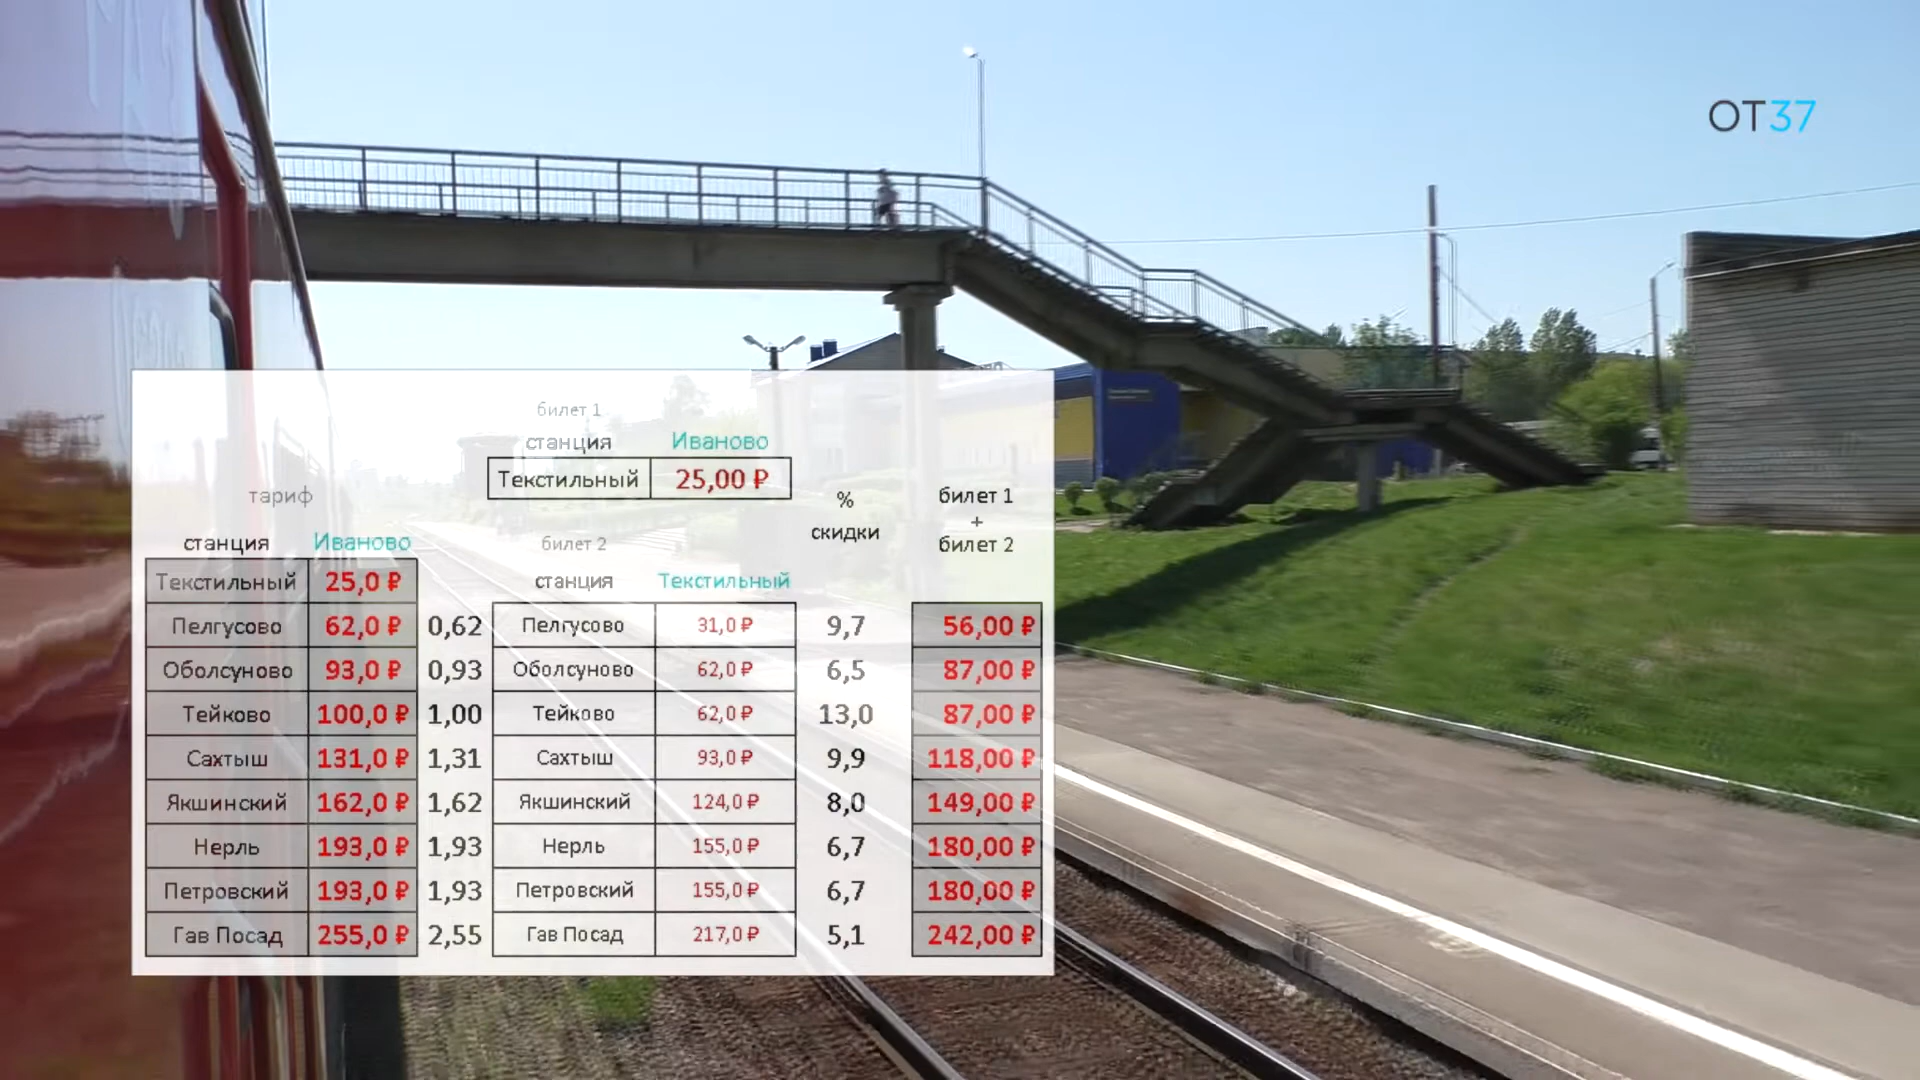 ОТ37
билет 1
станция Иваново
Текстильный 25,00 ₽
тариф
% скидки
билет 1 + билет 2
станция Иваново
билет 2
станция Текстильный
Текстильный 25,0 ₽
Пелгусово 62,0 ₽ 0,62 Пелгусово 31,0 ₽ 9,7 56,00 ₽
Оболсуново 93,0 ₽ 0,93 Оболсуново 62,0 ₽ 6,5 87,00 ₽
Тейково 100,0 ₽ 1,00 Тейково 62,0 ₽ 13,0 87,00 ₽
Сахтыш 131,0 ₽ 1,31 Сахтыш 93,0 ₽ 9,9 118,00 ₽
Якшинский 162,0 ₽ 1,62 Якшинский 124,0 ₽ 8,0 149,00 ₽
Нерль 193,0 ₽ 1,93 Нерль 155,0 ₽ 6,7 180,00 ₽
Петровский 193,0 ₽ 1,93 Петровский 155,0 ₽ 6,7 180,00 ₽
Гав Посад 255,0 ₽ 2,55 Гав Посад 217,0 ₽ 5,1 242,00 ₽